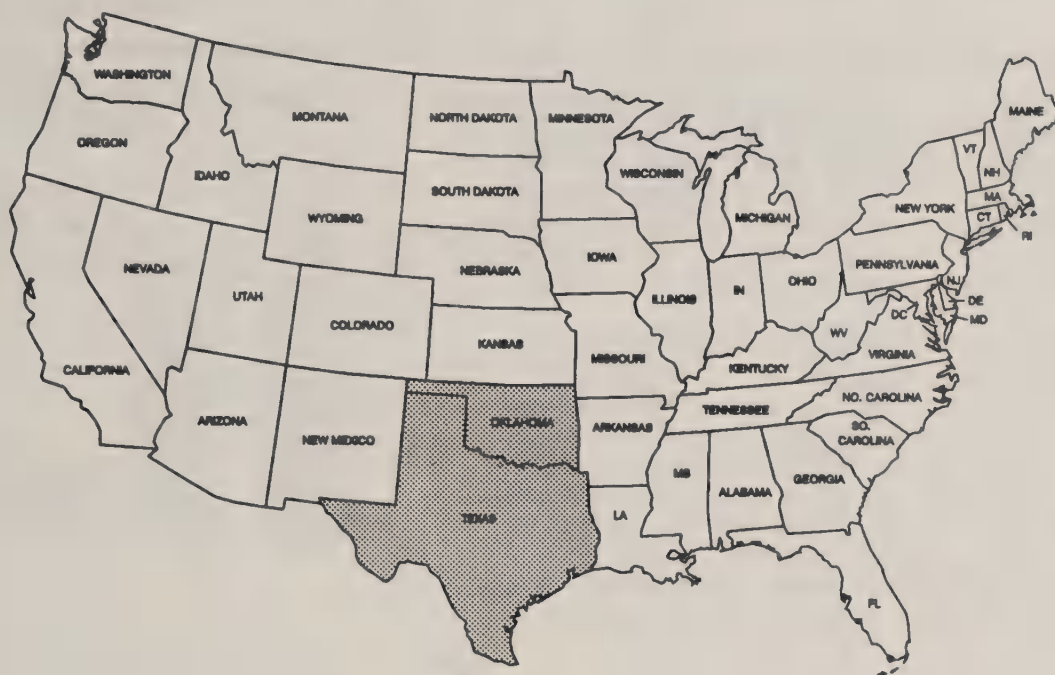 WASHINGTON
MONTANA
NORTH DAKOTA
MINNESOTA
MAINE
OREGON
IDAHO
SOUTH DAKOTA
WISCONSIN
VT
NH
WYOMING
MICHIGAN
NEW YORK
MA
CT
RI
NEVADA
NEBRASKA
IOWA
PENNSYLVANIA
UTAH
ILLINOIS
IN
OHIO
NJ
COLORADO
DE
DC
MD
KANSAS
MISSOURI
WV
VIRGINIA
CALIFORNIA
KENTUCKY
ARIZONA
NEW MEXICO
OKLAHOMA
ARKANSAS
TENNESSEE
NO. CAROLINA
SO.
CAROLINA
TEXAS
LA
MS
ALABAMA
GEORGIA
FL